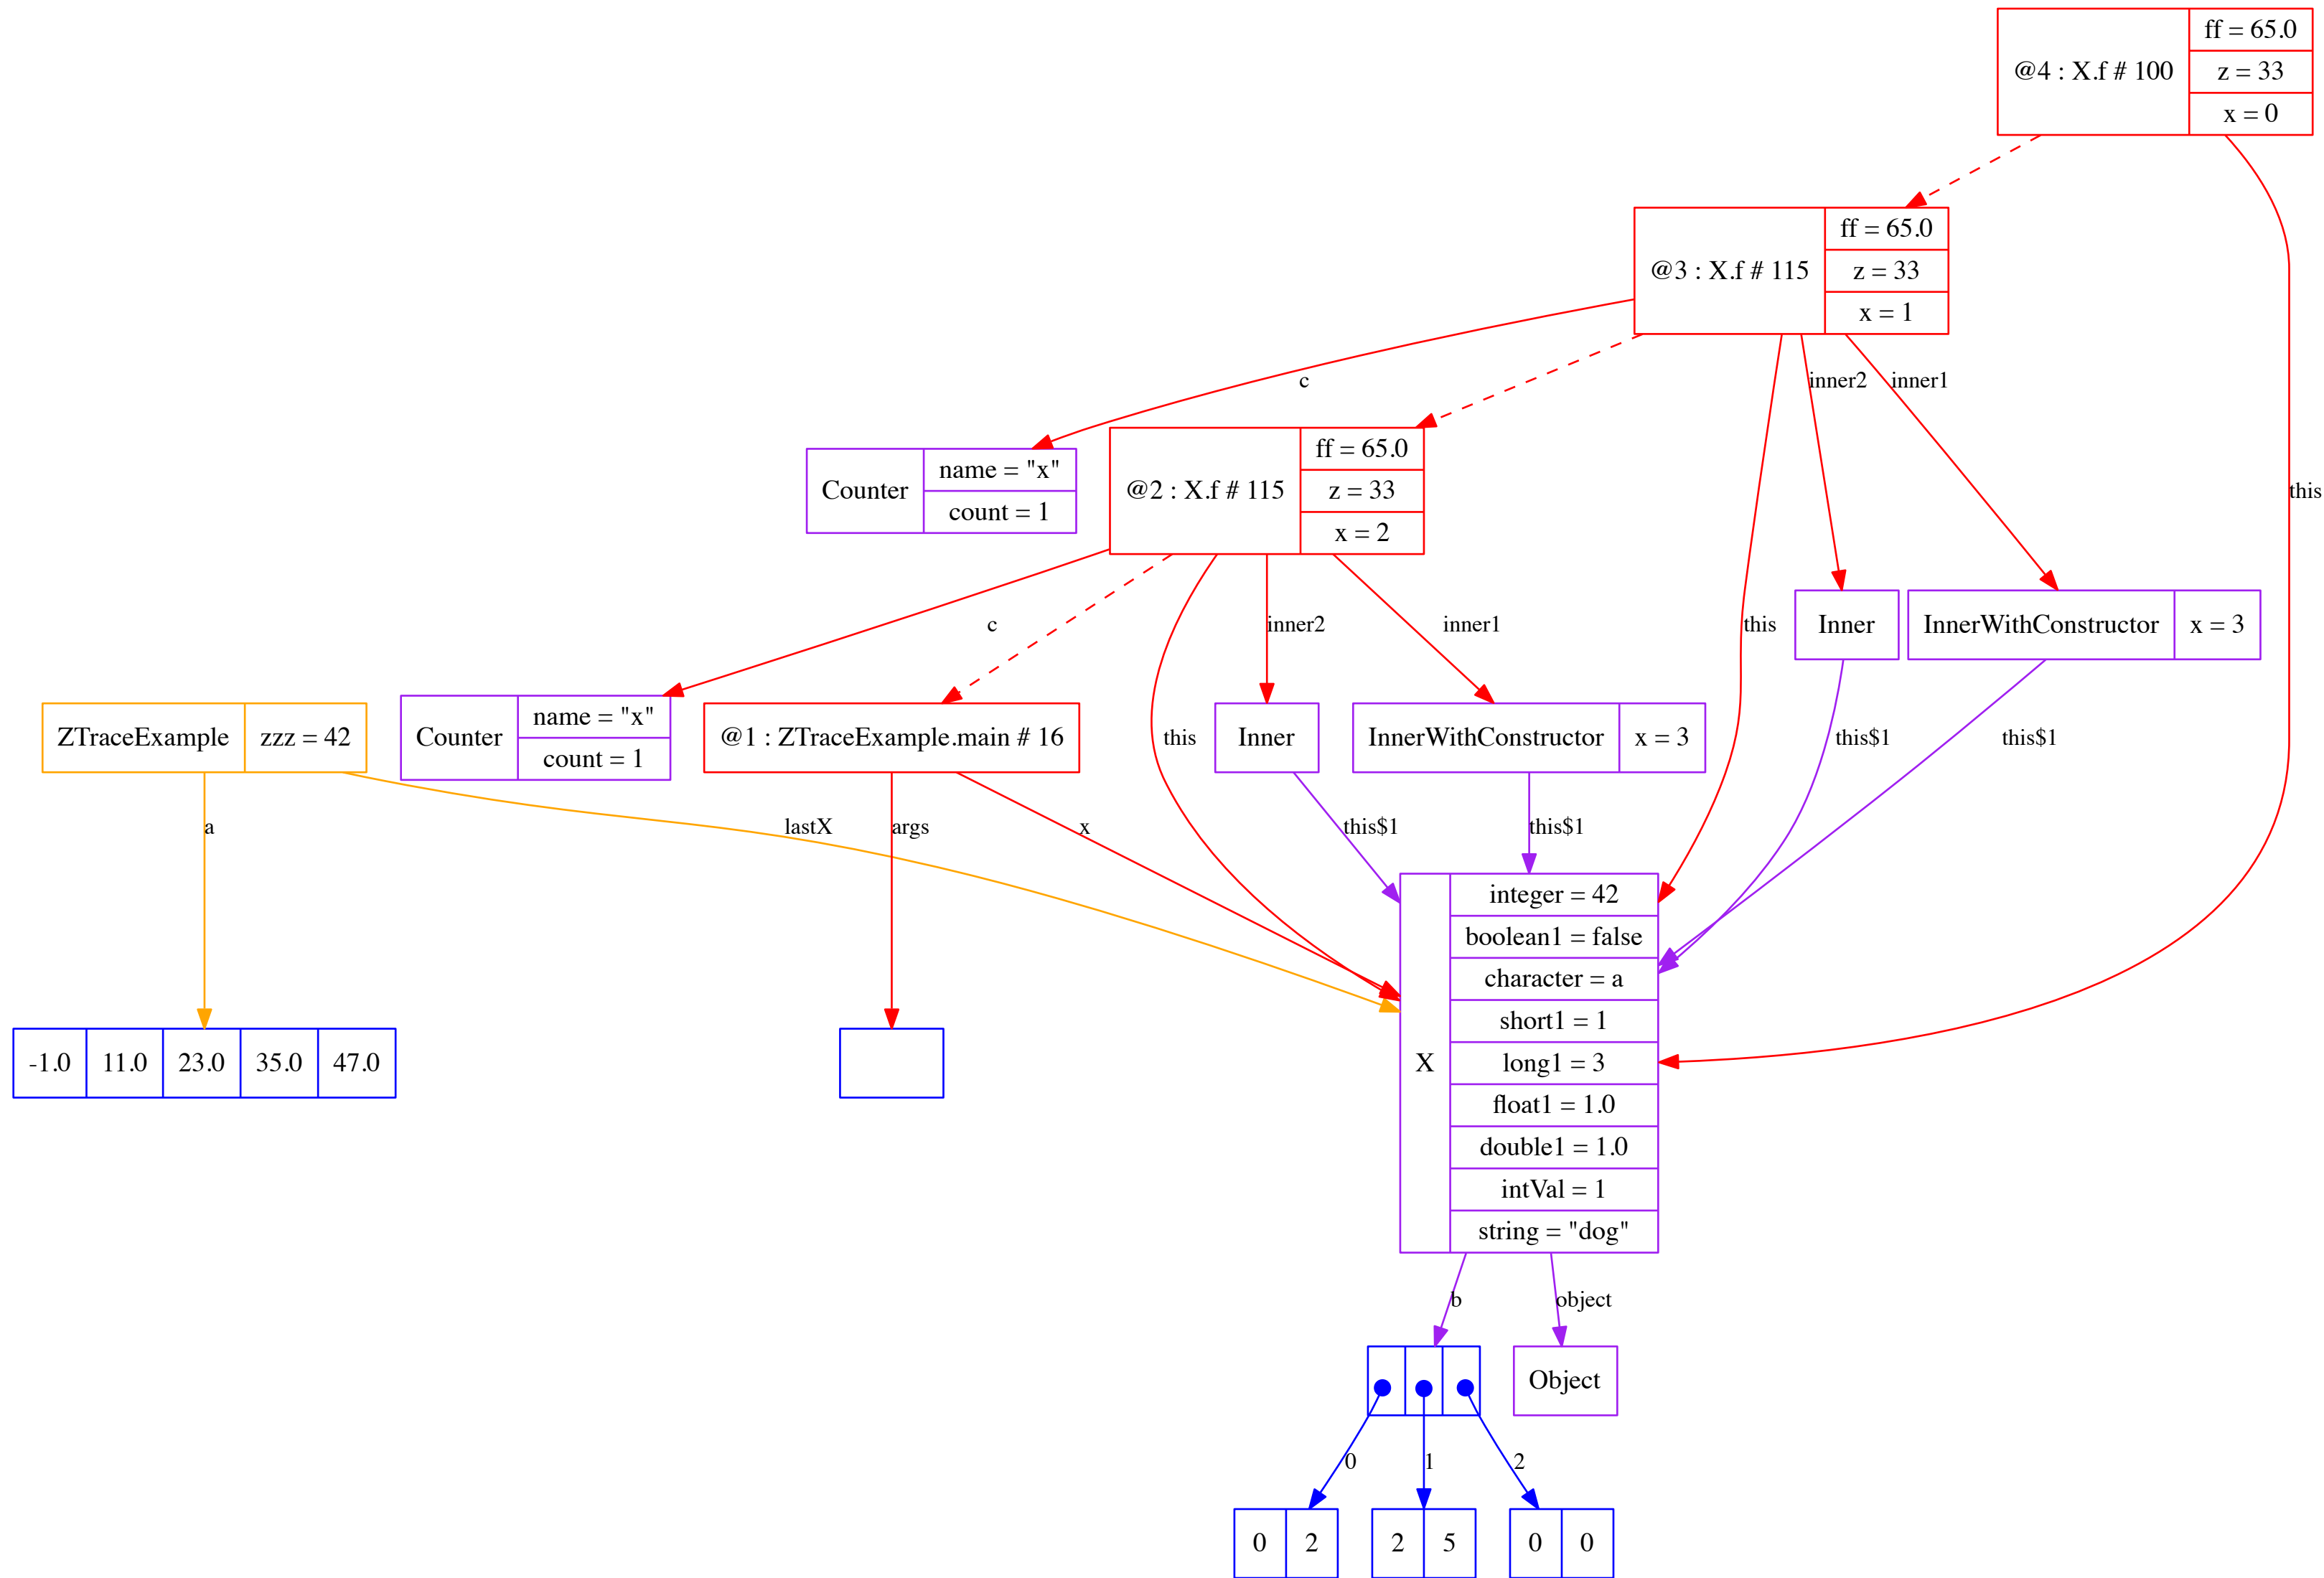 @4 : X.f # 100
ff = 65.0
z = 33
x = 0
@3 : X.f # 115
ff = 65.0
z = 33
x = 1
c
inner2
inner1
@2 : X.f # 115
ff = 65.0
z = 33
x = 2
Counter
name = "x"
count = 1
this
c
inner2
inner1
this
Inner
InnerWithConstructor
x = 3
ZTraceExample
zzz = 42
Counter
name = "x"
count = 1
@1 : ZTraceExample.main # 16
this
Inner
InnerWithConstructor
x = 3
this$1
this$1
a
lastX
args
x
this$1
this$1
X
integer = 42
boolean1 = false
character = a
short1 = 1
long1 = 3
float1 = 1.0
double1 = 1.0
intVal = 1
string = "dog"
-1.0
11.0
23.0
35.0
47.0
b
object
Object
0
1
2
0
2
2
5
0
0